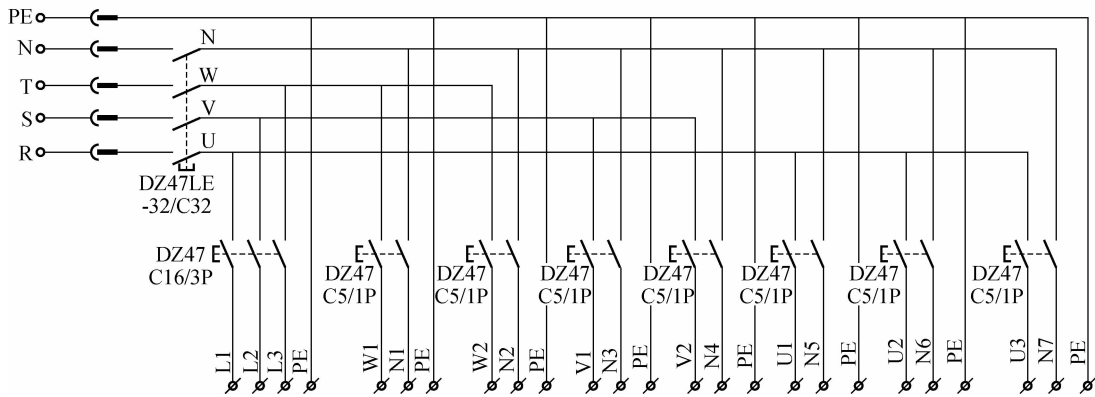 PE
N
N
T
W
S
V
R
U
DZ47LE
-32/C32
DZ47
C16/3P
DZ47
C5/1P
DZ47
C5/1P
DZ47
C5/1P
DZ47
C5/1P
DZ47
C5/1P
DZ47
C5/1P
DZ47
C5/1P
L1
L2
L3
PE
W1
N1
PE
W2
N2
PE
V1
N3
PE
V2
N4
PE
U1
N5
PE
U2
N6
PE
U3
N7
PE